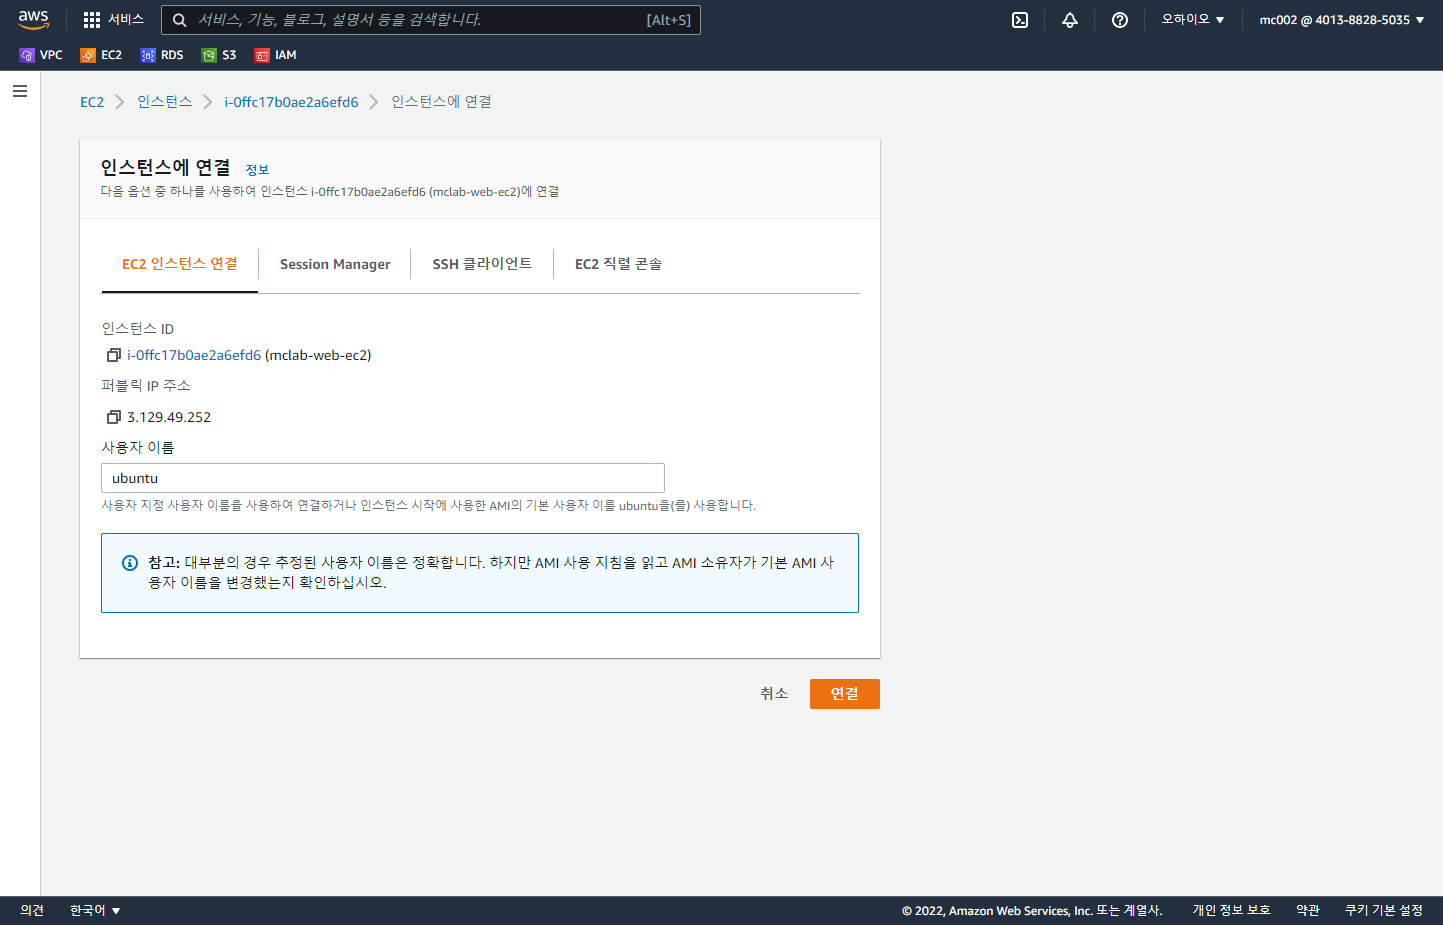 aws
서비스
서비스, 기능, 블로그, 설명서 등을 검색합니다.
[Alt+S]
오하이오
mc002 @ 4013-8828-5035
VPC
EC2
RDS
S3
IAM
EC2
인스턴스
i-0ffc17b0ae2a6efd6
인스턴스에 연결
인스턴스에 연결 정보
다음 옵션 중 하나를 사용하여 인스턴스 i-0ffc17b0ae2a6efd6 (mclab-web-ec2)에 연결
EC2 인스턴스 연결
Session Manager
SSH 클라이언트
EC2 직렬 콘솔
인스턴스 ID
i-0ffc17b0ae2a6efd6 (mclab-web-ec2)
퍼블릭 IP 주소
3.129.49.252
사용자 이름
ubuntu
사용자 지정 사용자 이름을 사용하여 연결하거나 인스턴스 시작에 사용한 AMI의 기본 사용자 이름 ubuntu을(를) 사용합니다.
참고: 대부분의 경우 추정된 사용자 이름은 정확합니다. 하지만 AMI 사용 지침을 읽고 AMI 소유자가 기본 AMI 사
용자 이름을 변경했는지 확인하십시오.
취소
연결
의견
한국어
© 2022, Amazon Web Services, Inc. 또는 계열사.
개인 정보 보호
약관
쿠키 기본 설정